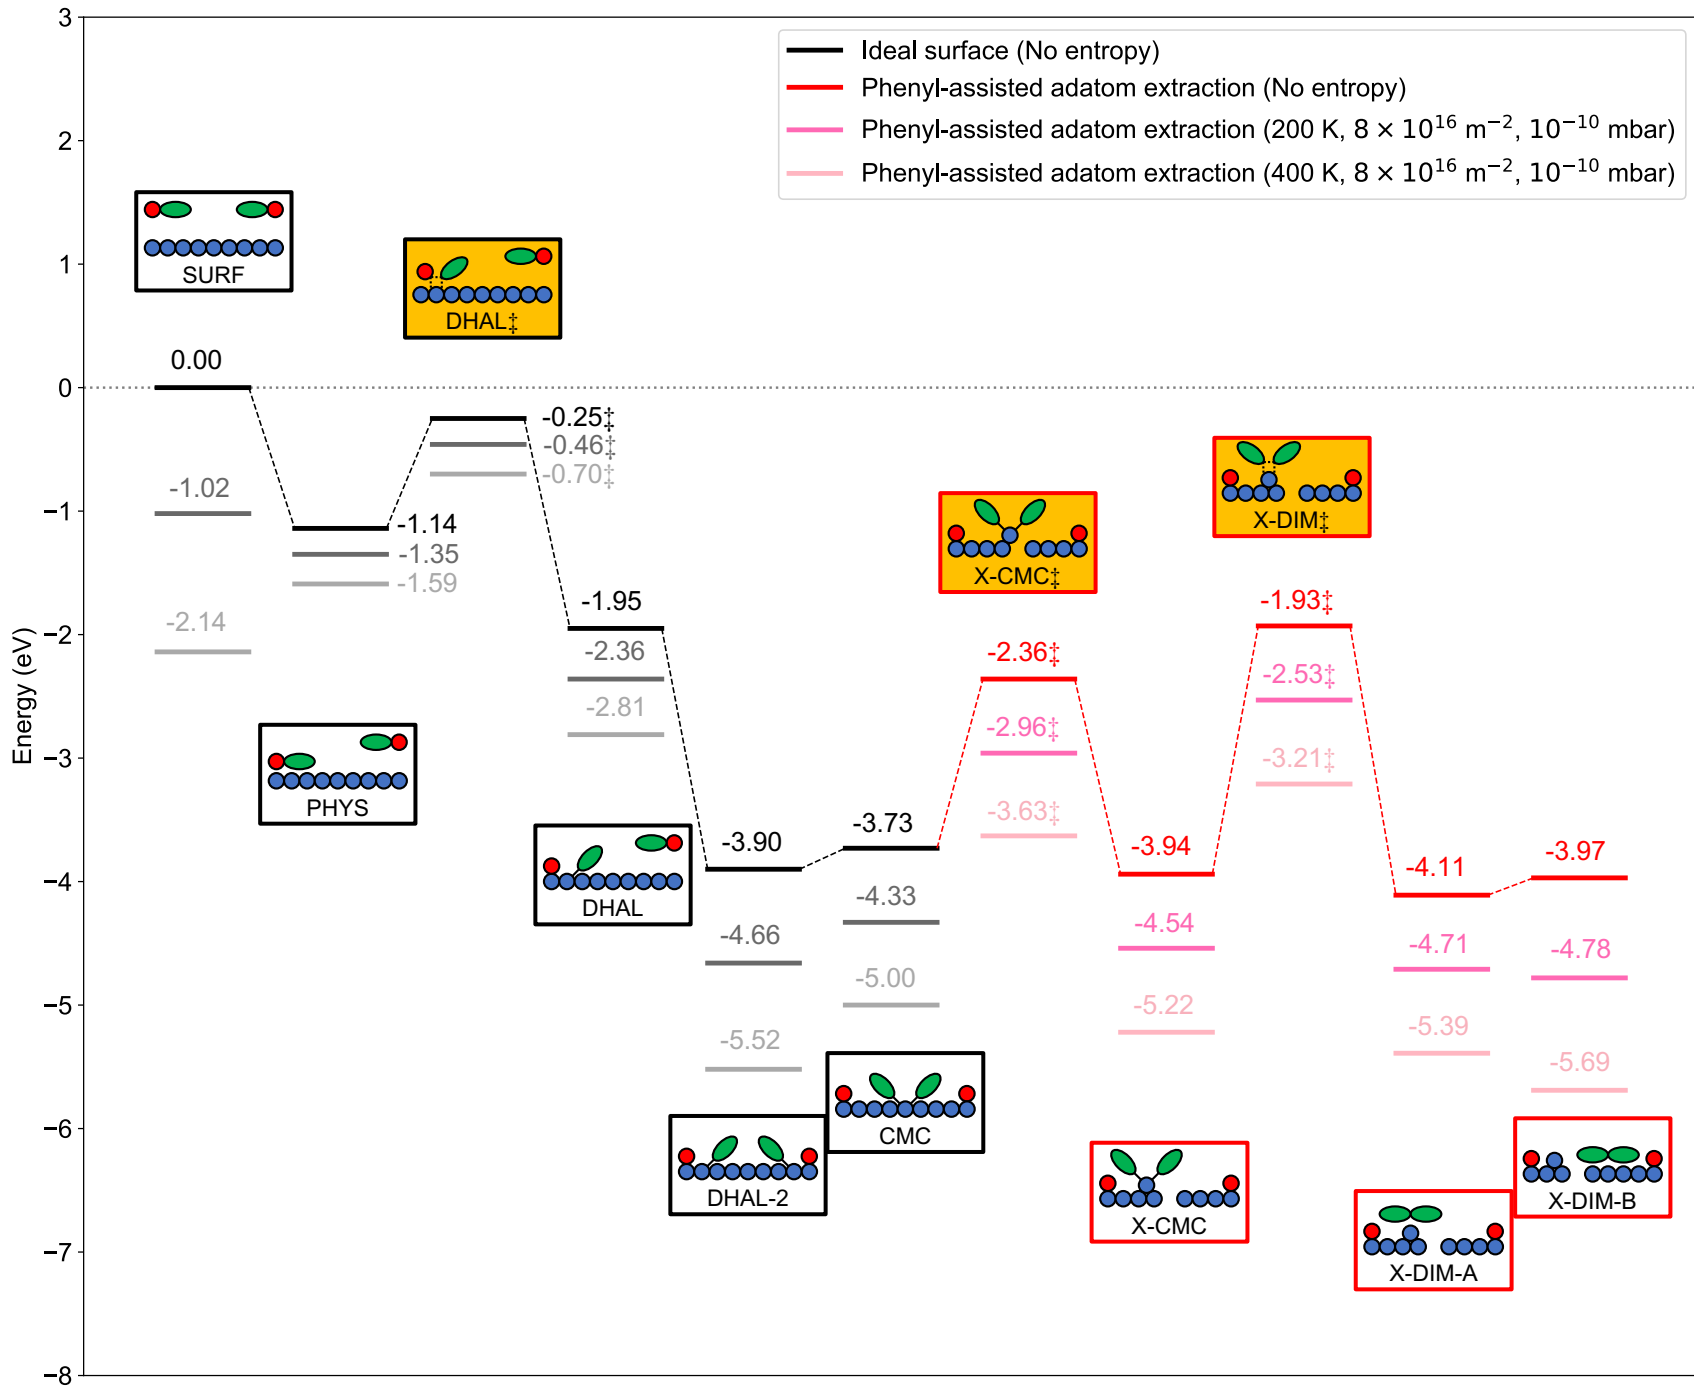 3
2
1
0
−1
−2
−3
−4
−5
−6
−7
−8
Energy (eV)
Ideal surface (No entropy)
Phenyl-assisted adatom extraction (No entropy)
Phenyl-assisted adatom extraction (200 K, 8 × 10¹⁶ m⁻², 10⁻¹⁰ mbar)
Phenyl-assisted adatom extraction (400 K, 8 × 10¹⁶ m⁻², 10⁻¹⁰ mbar)
SURF
0.00
-1.02
-2.14
-1.14
-1.35
-1.59
PHYS
DHAL‡
-0.25‡
-0.46‡
-0.70‡
-1.95
-2.36
-2.81
DHAL
-3.90
-4.66
-5.52
DHAL-2
-3.73
-4.33
-5.00
CMC
X-CMC‡
-2.36‡
-2.96‡
-3.63‡
-3.94
-4.54
-5.22
X-CMC
X-DIM‡
-1.93‡
-2.53‡
-3.21‡
-4.11
-4.71
-5.39
X-DIM-A
-3.97
-4.78
-5.69
X-DIM-B